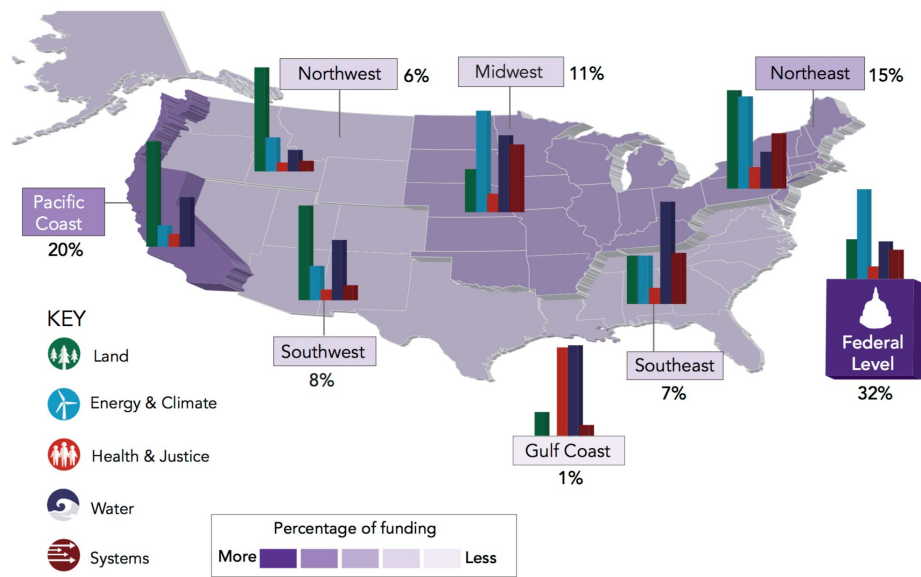 Northwest 6%
Midwest 11%
Northeast 15%
Pacific
Coast
20%
KEY
Land
Energy & Climate
Health & Justice
Water
Systems
Southwest
8%
Southeast
7%
Federal
Level
32%
Gulf Coast
1%
Percentage of funding
More Less